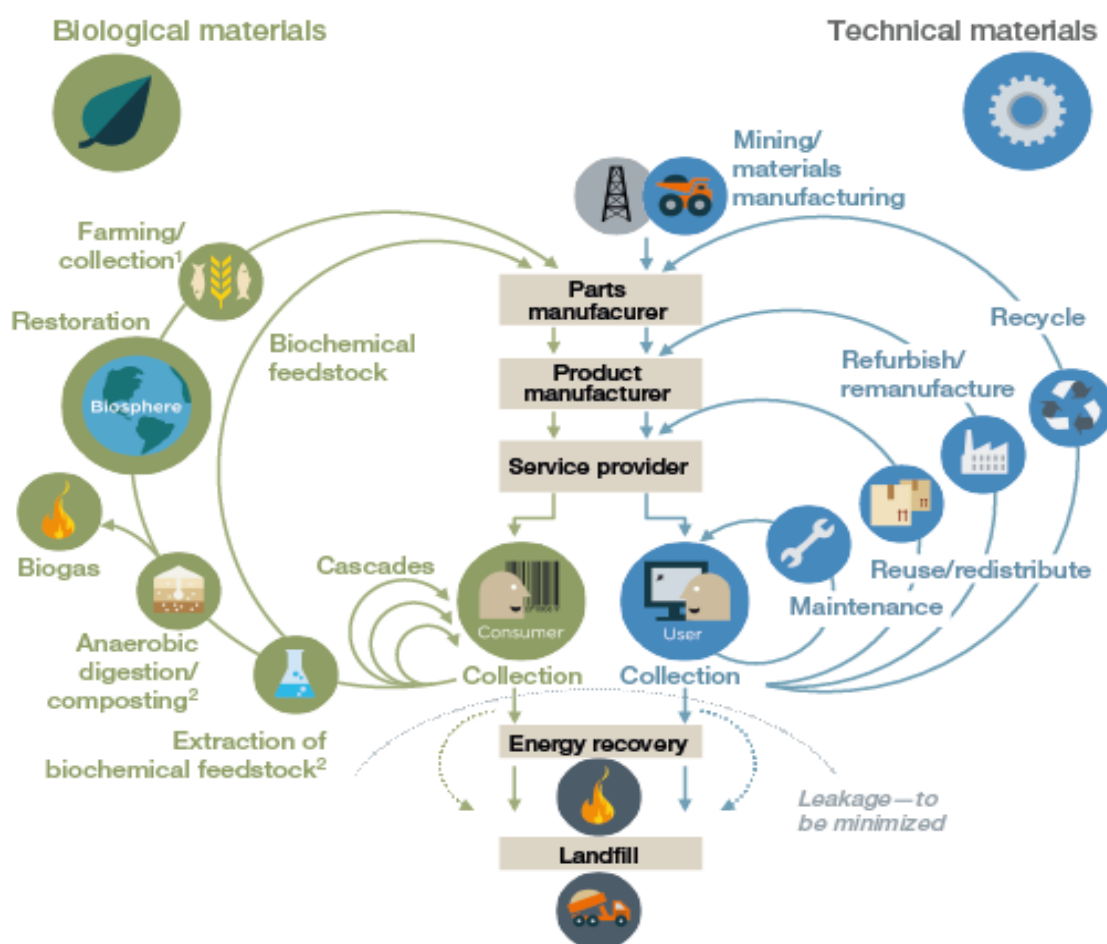 Biological materials
Technical materials
Mining/
materials
manufacturing
Farming/
collection¹
Restoration
Biosphere
Biochemical
feedstock
Parts
manufacurer
Product
manufacturer
Service provider
Recycle
Refurbish/
remanufacture
Biogas
Cascades
Consumer
User
Reuse/redistribute
Maintenance
Anaerobic
digestion/
composting²
Collection
Collection
Extraction of
biochemical feedstock²
Energy recovery
Leakage—to
be minimized
Landfill